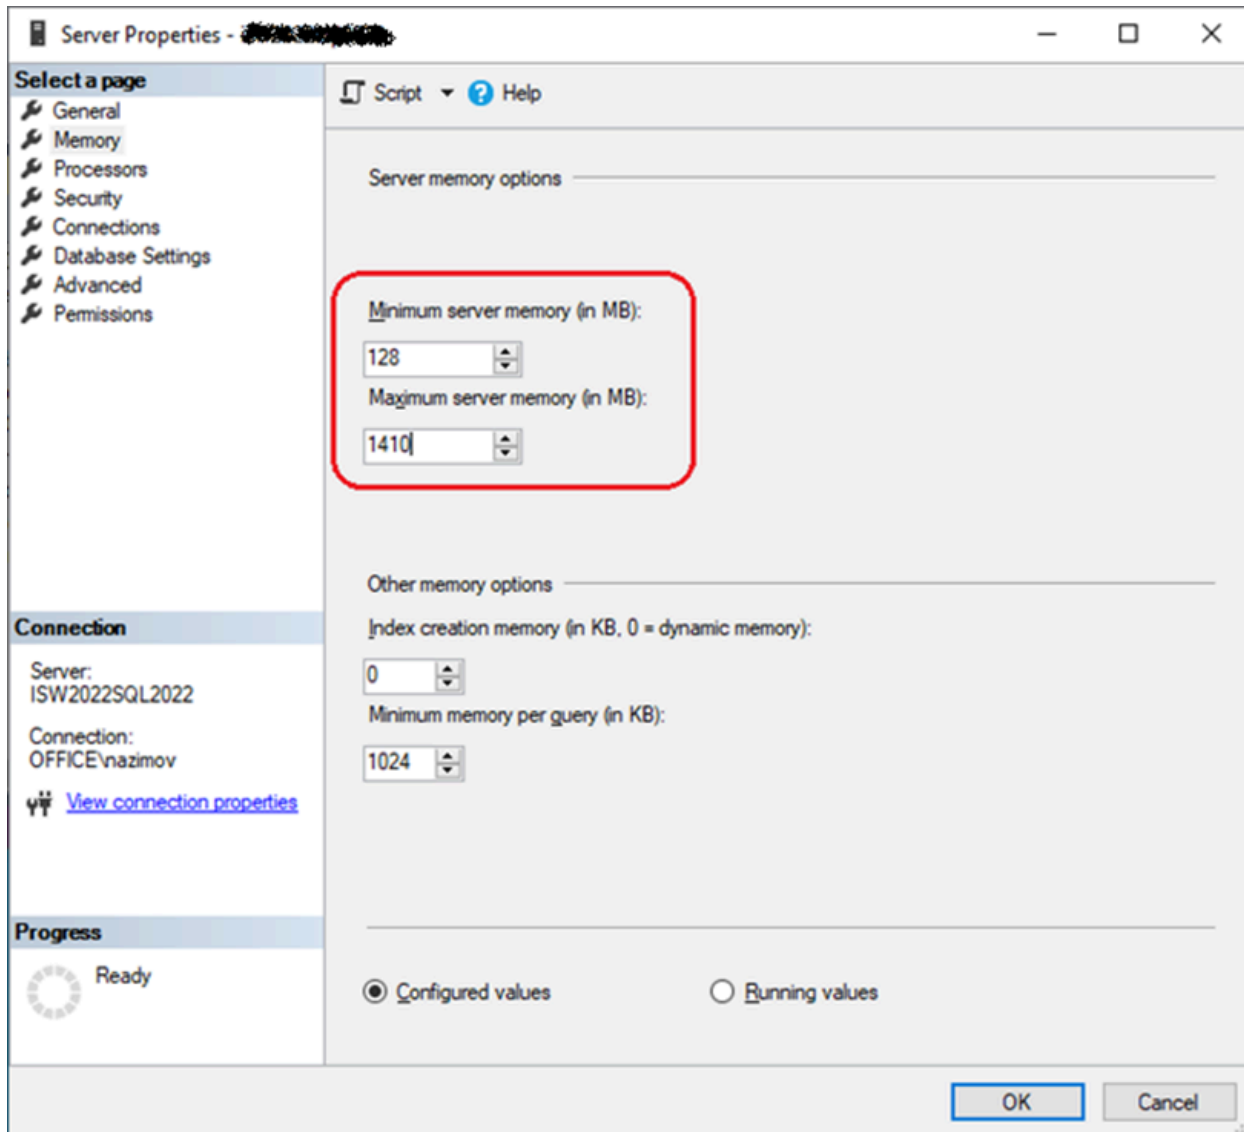 Server Properties -
Select a page
General
Memory
Processors
Security
Connections
Database Settings
Advanced
Permissions
Script
Help
Server memory options
Minimum server memory (in MB):
128
Maximum server memory (in MB):
1410
Other memory options
Index creation memory (in KB, 0 = dynamic memory):
0
Minimum memory per query (in KB):
1024
Connection
Server:
ISW2022SQL2022
Connection:
OFFICE\nazimov
View connection properties
Progress
Ready
Configured values
Running values
OK
Cancel